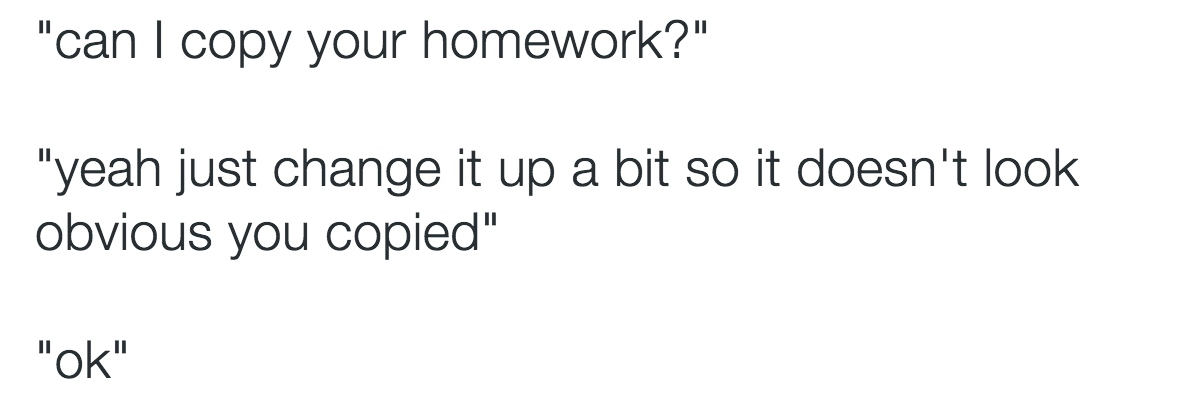 "can I copy your homework?"
"yeah just change it up a bit so it doesn't look
obvious you copied"
"ok"